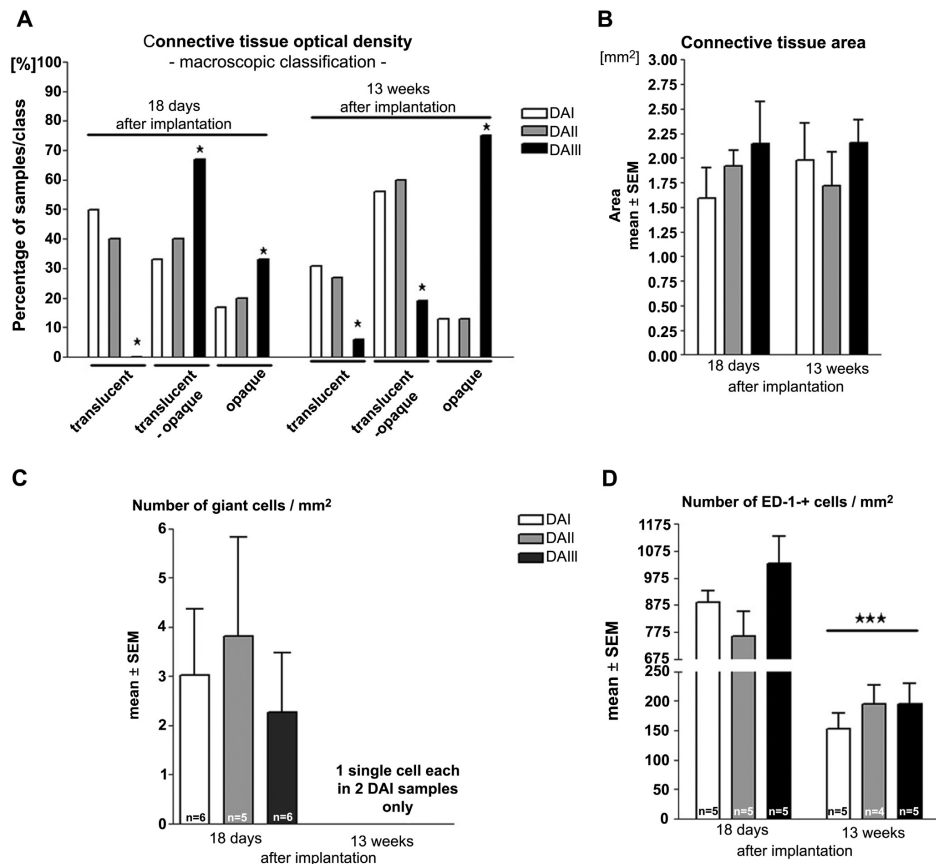 A
Connective tissue optical density
- macroscopic classification -
[%]
100
90
80
70
60
50
40
30
20
10
0
Percentage of samples/class
18 days
after implantation
13 weeks
after implantation
★
★
★
★
★
★
DAI
DAII
DAIII
translucent
translucent
- opaque
opaque
translucent
translucent
-opaque
opaque
B
[mm²]
Connective tissue area
3.00
2.75
2.50
2.25
2.00
1.75
1.50
1.25
1.00
0.75
0.50
0.25
0.00
Area
mean ± SEM
18 days
13 weeks
after implantation
C
Number of giant cells / mm²
6
5
4
3
2
1
0
mean ± SEM
n=6
n=5
n=6
1 single cell each
in 2 DAI samples
only
18 days
13 weeks
after implantation
DAI
DAII
DAIII
D
Number of ED-1-+ cells / mm²
1175
1075
975
875
775
675
250
200
150
100
50
0
mean ± SEM
★★★
n=5
n=5
n=5
n=5
n=4
n=5
18 days
13 weeks
after implantation